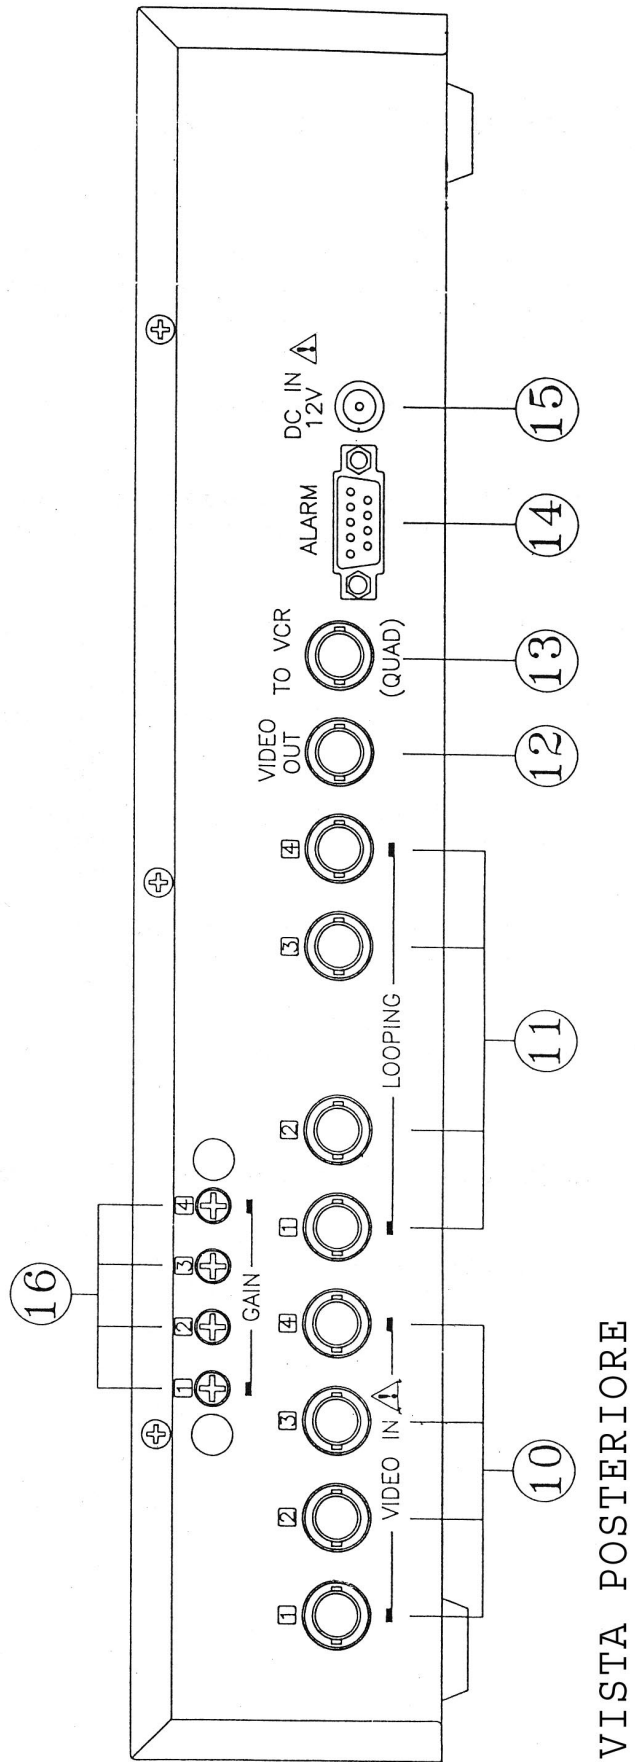 16
1 2 3 4
GAIN
1 2 3 4
VIDEO IN
1 2 3 4
LOOPING
VIDEO
OUT
TO VCR
(QUAD)
ALARM
DC IN
12V
10
11
12
13
14
15
VISTA POSTERIORE